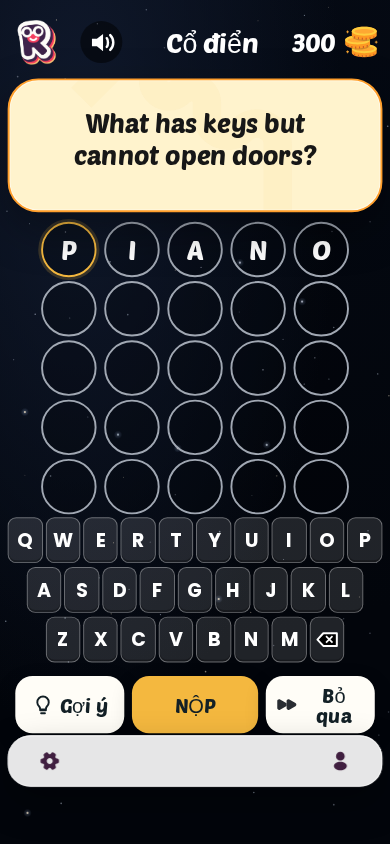 Cổ điển 300
What has keys but
cannot open doors?
P I A N O
Q W E R T Y U I O P
A S D F G H J K L
Z X C V B N M
Gợi ý NỘP Bỏ
qua